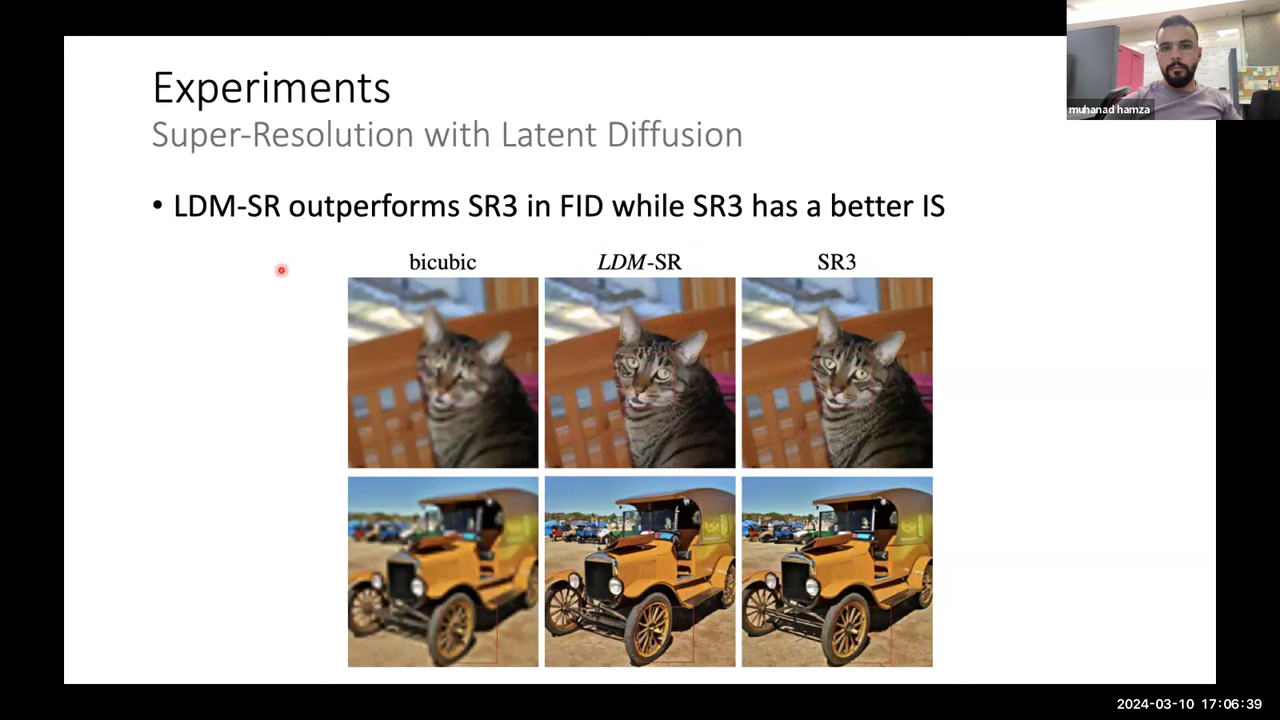 Experiments
Super-Resolution with Latent Diffusion
• LDM-SR outperforms SR3 in FID while SR3 has a better IS
bicubic LDM-SR SR3
muhanad hamza
2024-03-10 17:06:39